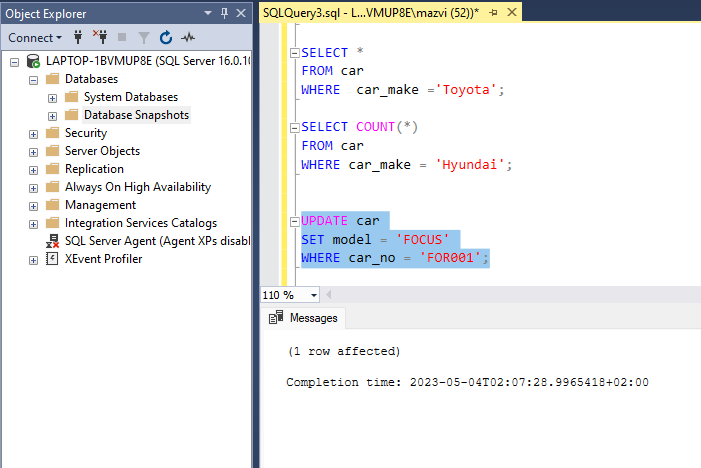 Object Explorer
Connect
LAPTOP-1BVMUP8E (SQL Server 16.0.10
Databases
System Databases
Database Snapshots
Security
Server Objects
Replication
Always On High Availability
Management
Integration Services Catalogs
SQL Server Agent (Agent XPs disabl
XEvent Profiler
SQLQuery3.sql - L...VMUP8E\mazvi (52))*
SELECT *
FROM car
WHERE  car_make ='Toyota';
SELECT COUNT(*)
FROM car
WHERE car_make = 'Hyundai';
UPDATE car
SET model = 'FOCUS'
WHERE car_no = 'FOR001';
110 %
Messages
(1 row affected)
Completion time: 2023-05-04T02:07:28.9965418+02:00